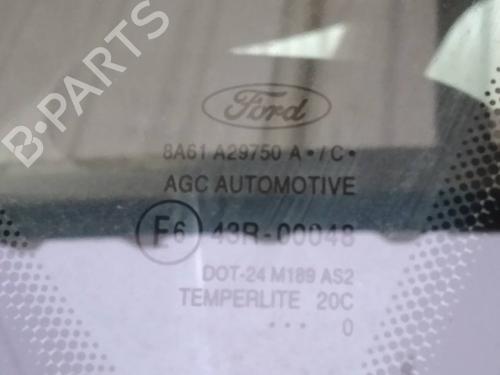 B-PARTS
Ford
8A61 A29750 A•/C•
AGC AUTOMOTIVE
E6 43R-00048
DOT-24 M189 AS2
TEMPERLITE 20C
... 0